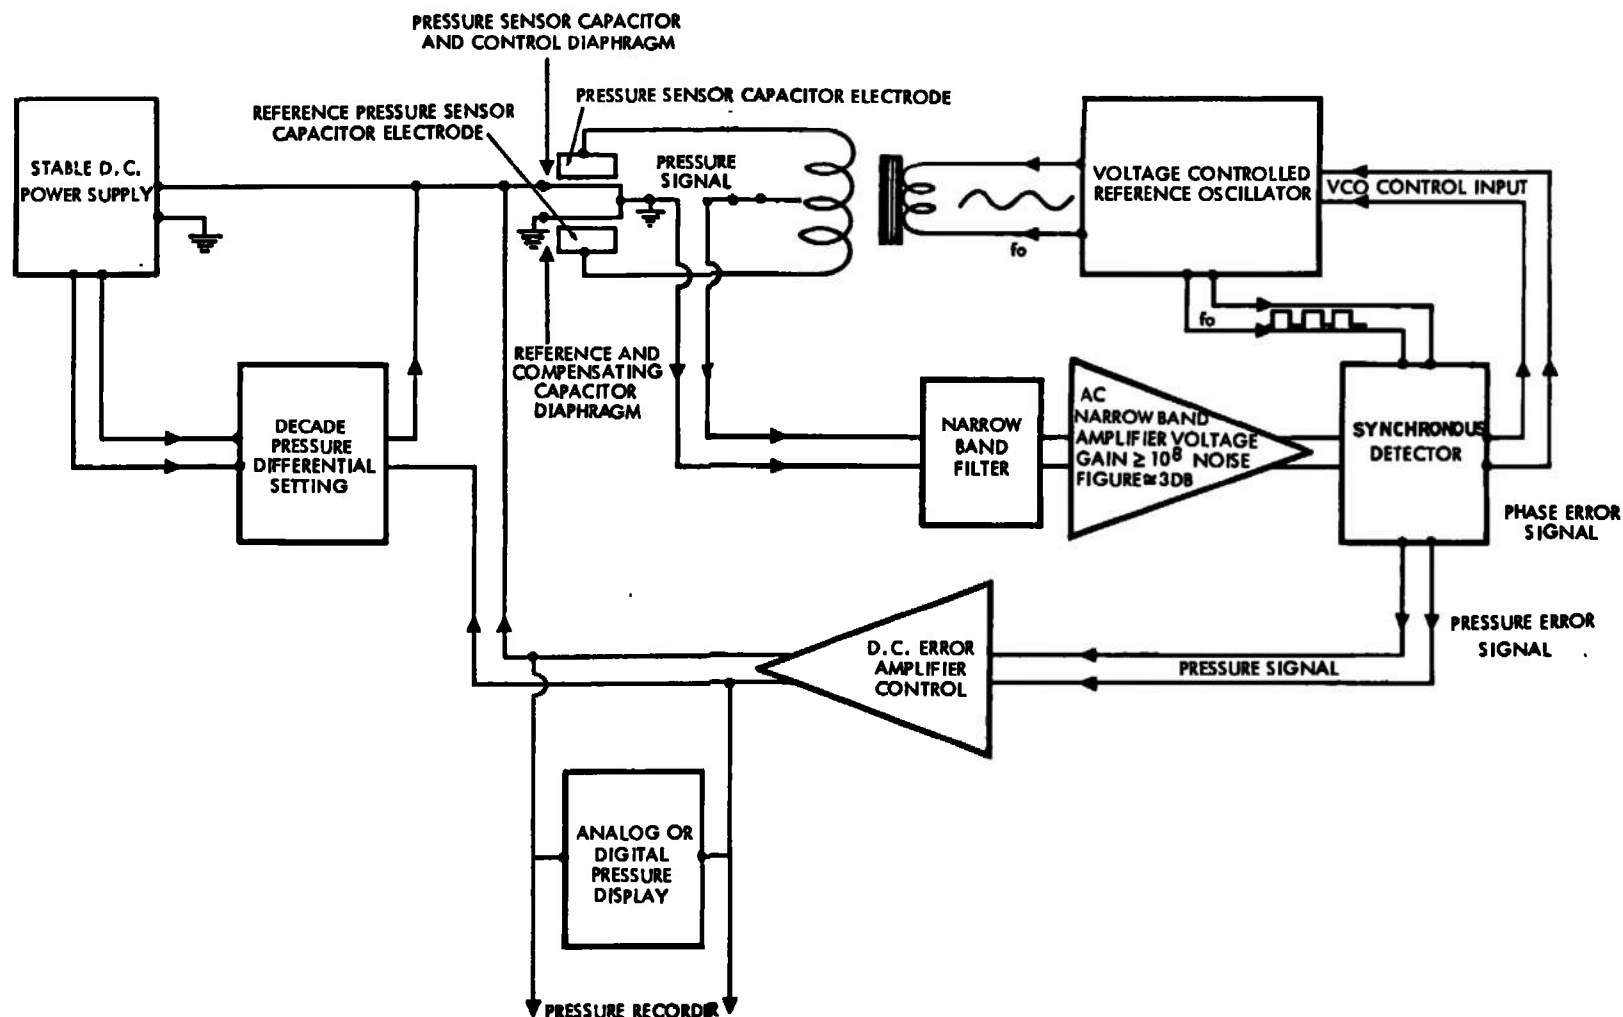 PRESSURE SENSOR CAPACITOR
AND CONTROL DIAPHRAGM
PRESSURE SENSOR CAPACITOR ELECTRODE
REFERENCE PRESSURE SENSOR
CAPACITOR ELECTRODE
STABLE D.C.
POWER SUPPLY
PRESSURE
SIGNAL
VOLTAGE CONTROLLED
REFERENCE OSCILLATOR
VCO CONTROL INPUT
fo
fo
REFERENCE AND
COMPENSATING
CAPACITOR
DIAPHRAGM
DECADE
PRESSURE
DIFFERENTIAL
SETTING
NARROW
BAND
FILTER
AC
NARROW BAND
AMPLIFIER VOLTAGE
GAIN ≥ 10⁸ NOISE
FIGURE≅3DB
SYNCHRONOUS
DETECTOR
PHASE ERROR
SIGNAL
PRESSURE ERROR
SIGNAL
D.C. ERROR
AMPLIFIER
CONTROL
PRESSURE SIGNAL
ANALOG OR
DIGITAL
PRESSURE
DISPLAY
PRESSURE RECORDER